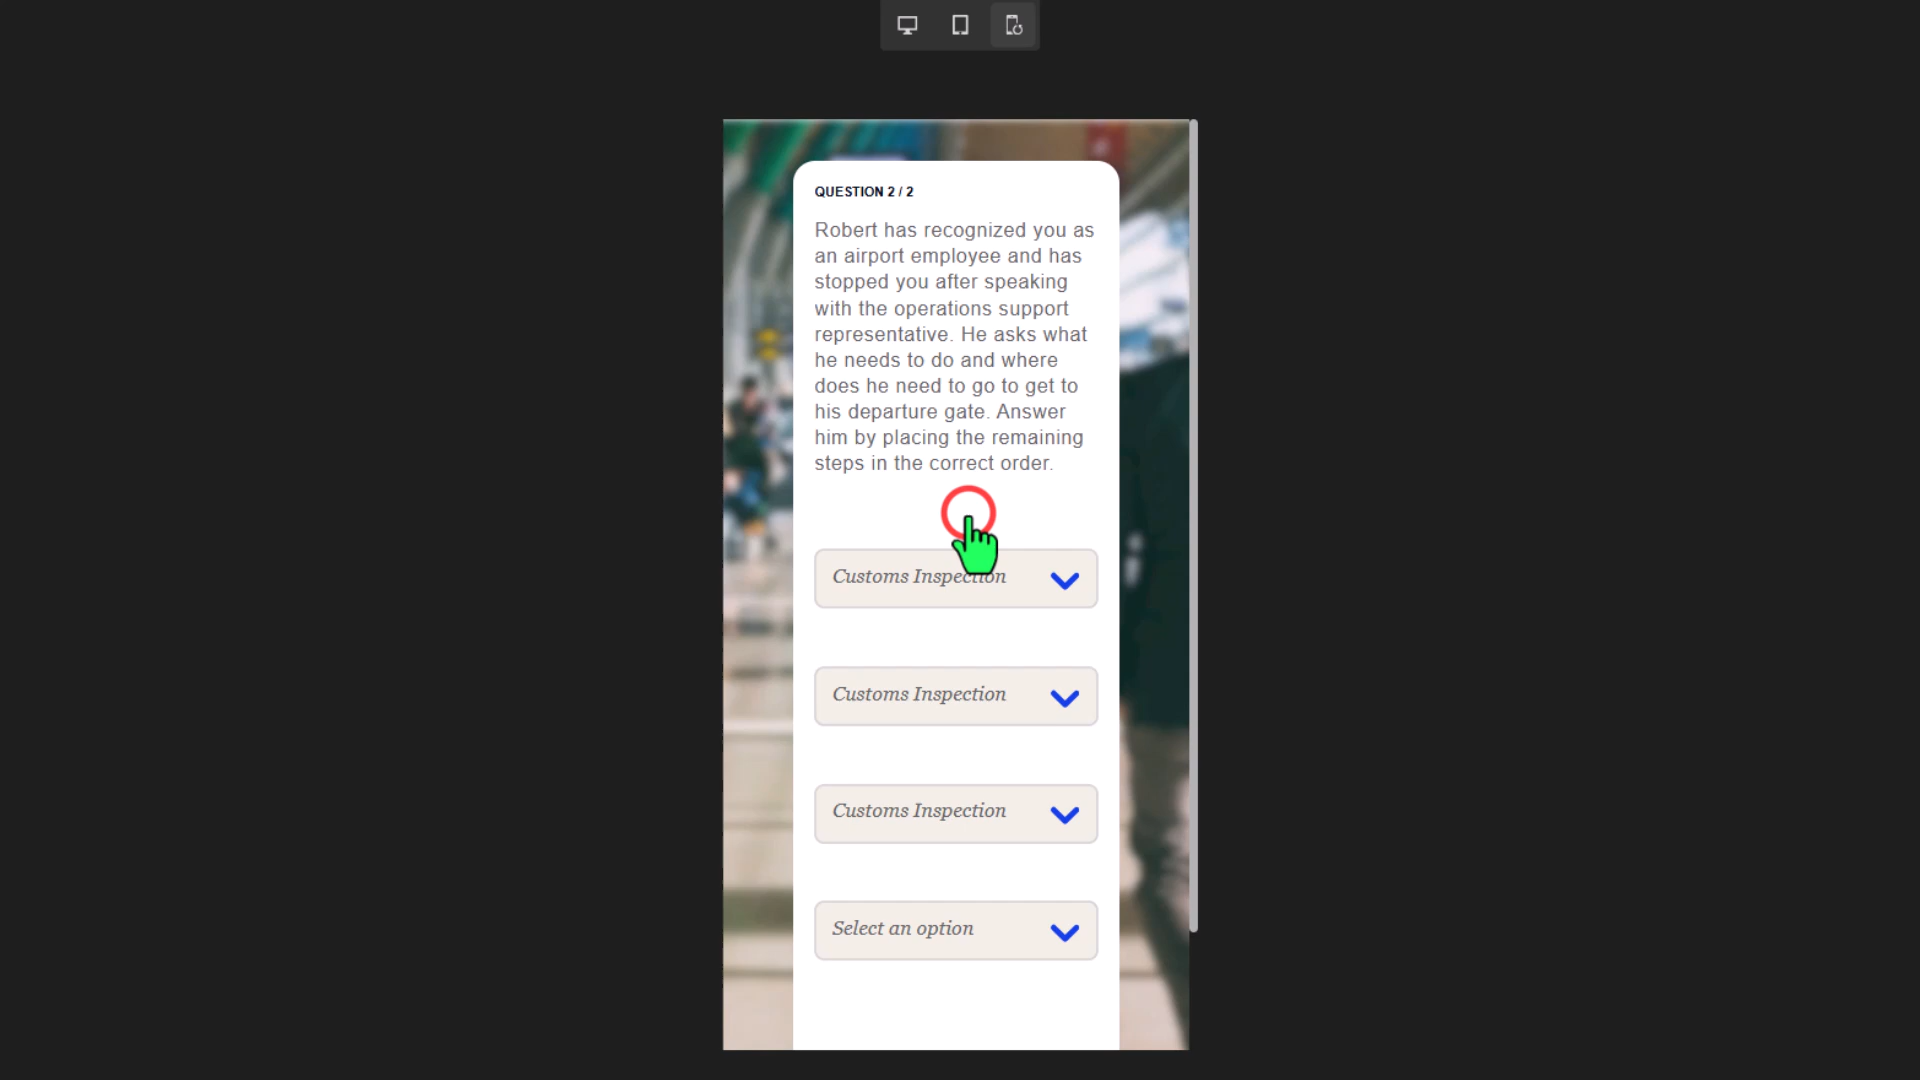 QUESTION 2 / 2
Robert has recognized you as
an airport employee and has
stopped you after speaking
with the operations support
representative. He asks what
he needs to do and where
does he need to go to get to
his departure gate. Answer
him by placing the remaining
steps in the correct order.
Customs Inspection
Customs Inspection
Customs Inspection
Select an option